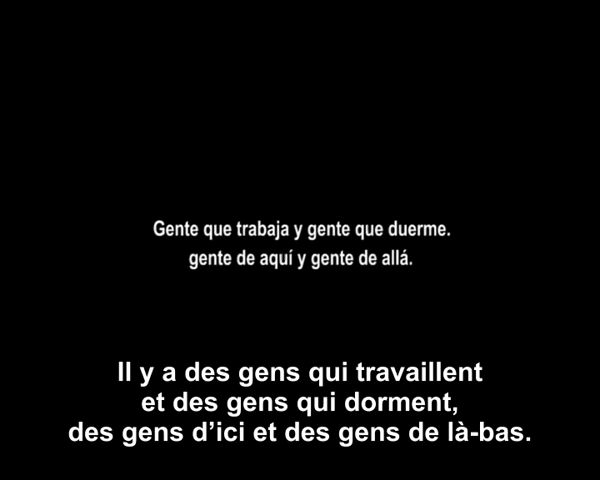 Gente que trabaja y gente que duerme.
gente de aquí y gente de allá.
Il y a des gens qui travaillent
et des gens qui dorment,
des gens d’ici et des gens de là-bas.